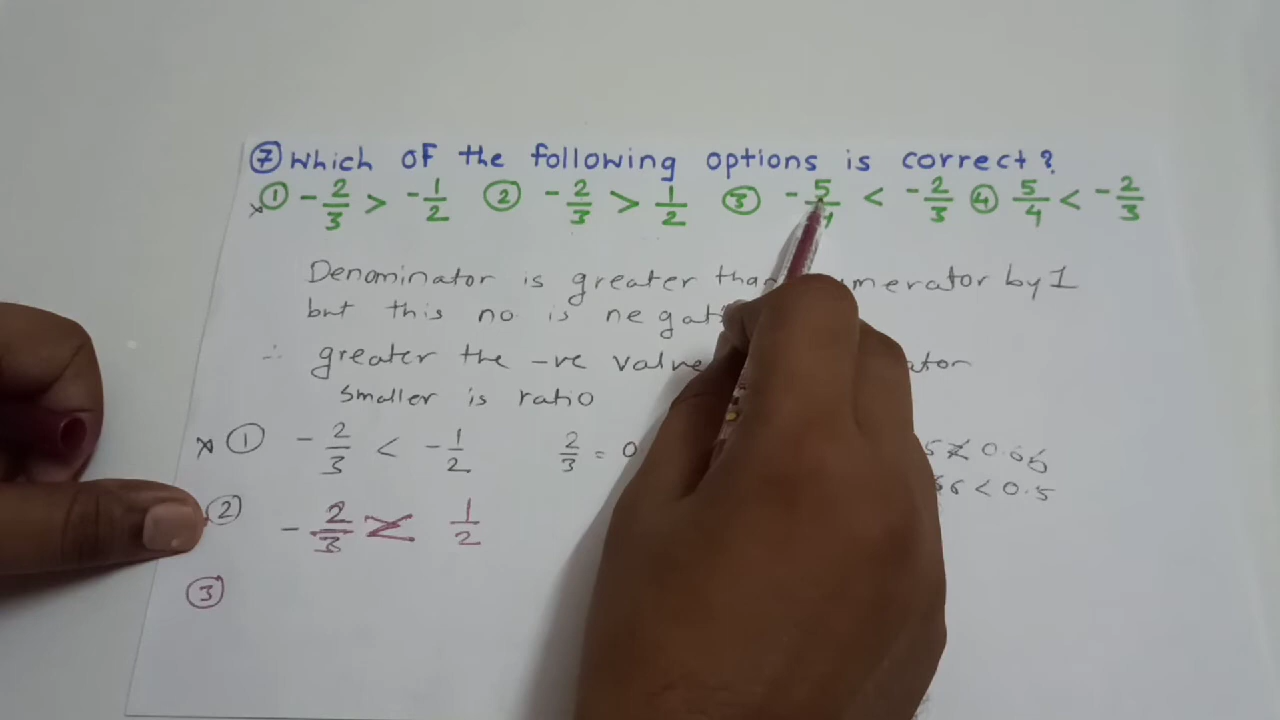 7 Which of the following options is correct?
x 1 -2/3 > -1/2 2 -2/3 > 1/2 3 -5/4 < -2/3 4 5/4 < -2/3
Denominator is greater than numerator by 1
but this no is
∴ greater the -ve value
smaller is ratio
x 1 -2/3 < -1/2 2/3 = 0
2 -2/3 < 1/2
3